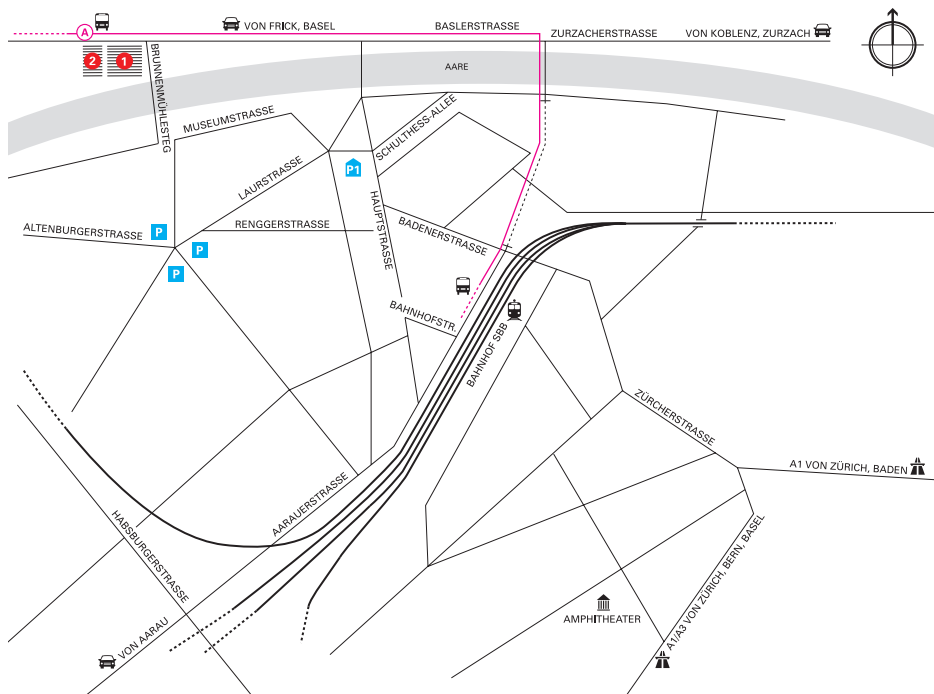 A
VON FRICK, BASEL
BASLERSTRASSE
ZURZACHERSTRASSE
VON KOBLENZ, ZURZACH
2
1
BRUNNENMÜHLESTEG
AARE
MUSEUMSTRASSE
SCHULTHESS-ALLEE
LAURSTRASSE
P1
HAUPTSTRASSE
ALTENBURGERSTRASSE
P
RENGGERSTRASSE
BADENERSTRASSE
P
P
BAHNHOFSTR.
BAHNHOF SBB
ZÜRCHERSTRASSE
A1 VON ZÜRICH, BADEN
AARAUERSTRASSE
HABSBURGERSTRASSE
A1/A3 VON ZÜRICH, BERN, BASEL
AMPHITHEATER
VON AARAU